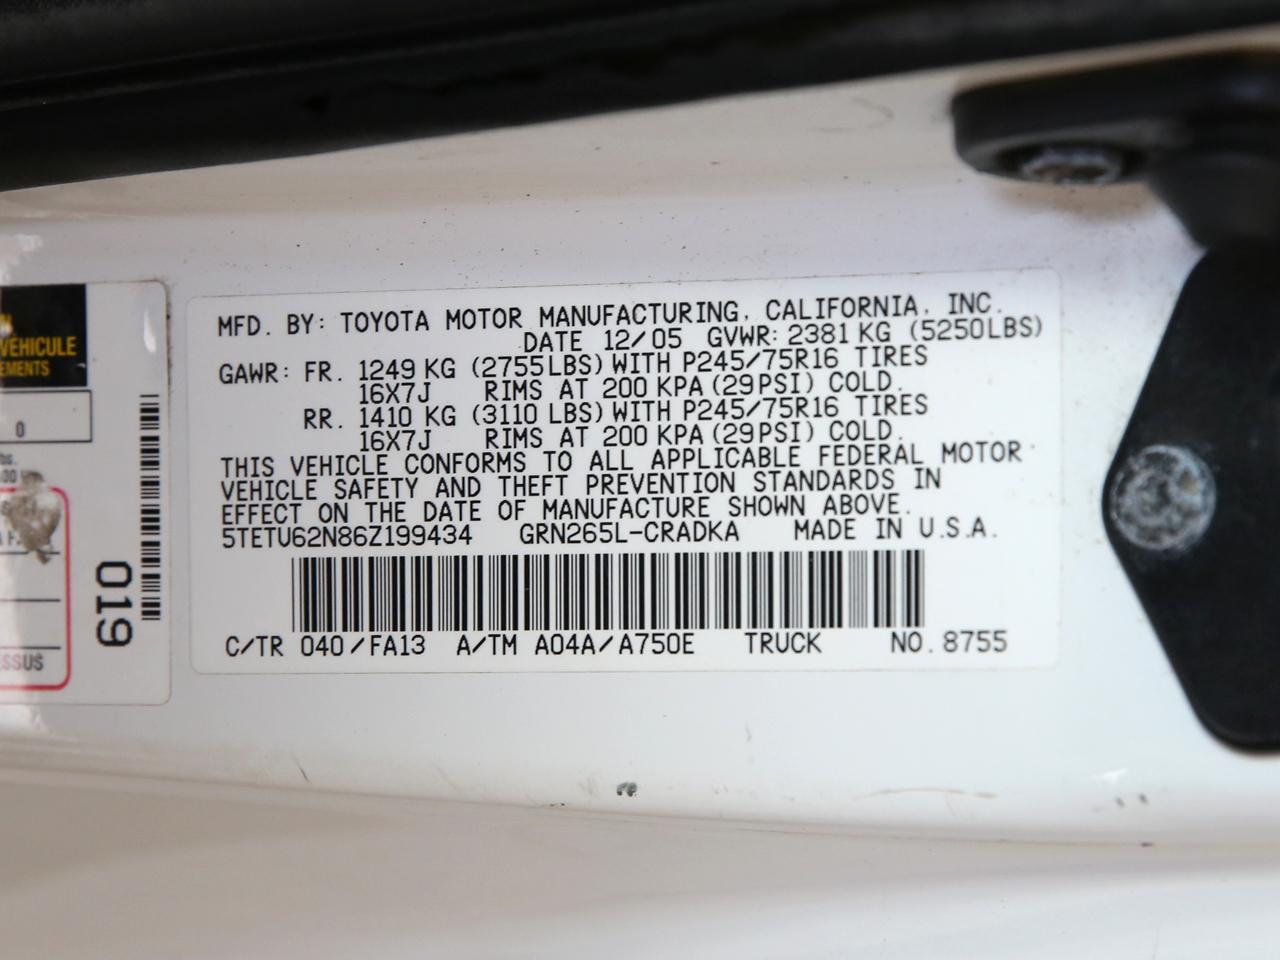 VEHICULE
EMENTS
0
019
MFD. BY: TOYOTA MOTOR MANUFACTURING, CALIFORNIA, INC.
DATE 12/05 GVWR: 2381 KG (5250LBS)
GAWR: FR. 1249 KG (2755LBS) WITH P245/75R16 TIRES
16X7J RIMS AT 200 KPA (29PSI) COLD.
RR. 1410 KG (3110 LBS) WITH P245/75R16 TIRES
16X7J RIMS AT 200 KPA (29PSI) COLD.
THIS VEHICLE CONFORMS TO ALL APPLICABLE FEDERAL MOTOR
VEHICLE SAFETY AND THEFT PREVENTION STANDARDS IN
EFFECT ON THE DATE OF MANUFACTURE SHOWN ABOVE.
5TETU62N86Z199434 GRN265L-CRADKA MADE IN U.S.A.
C/TR 040/FA13 A/TM A04A/A750E TRUCK NO. 8755